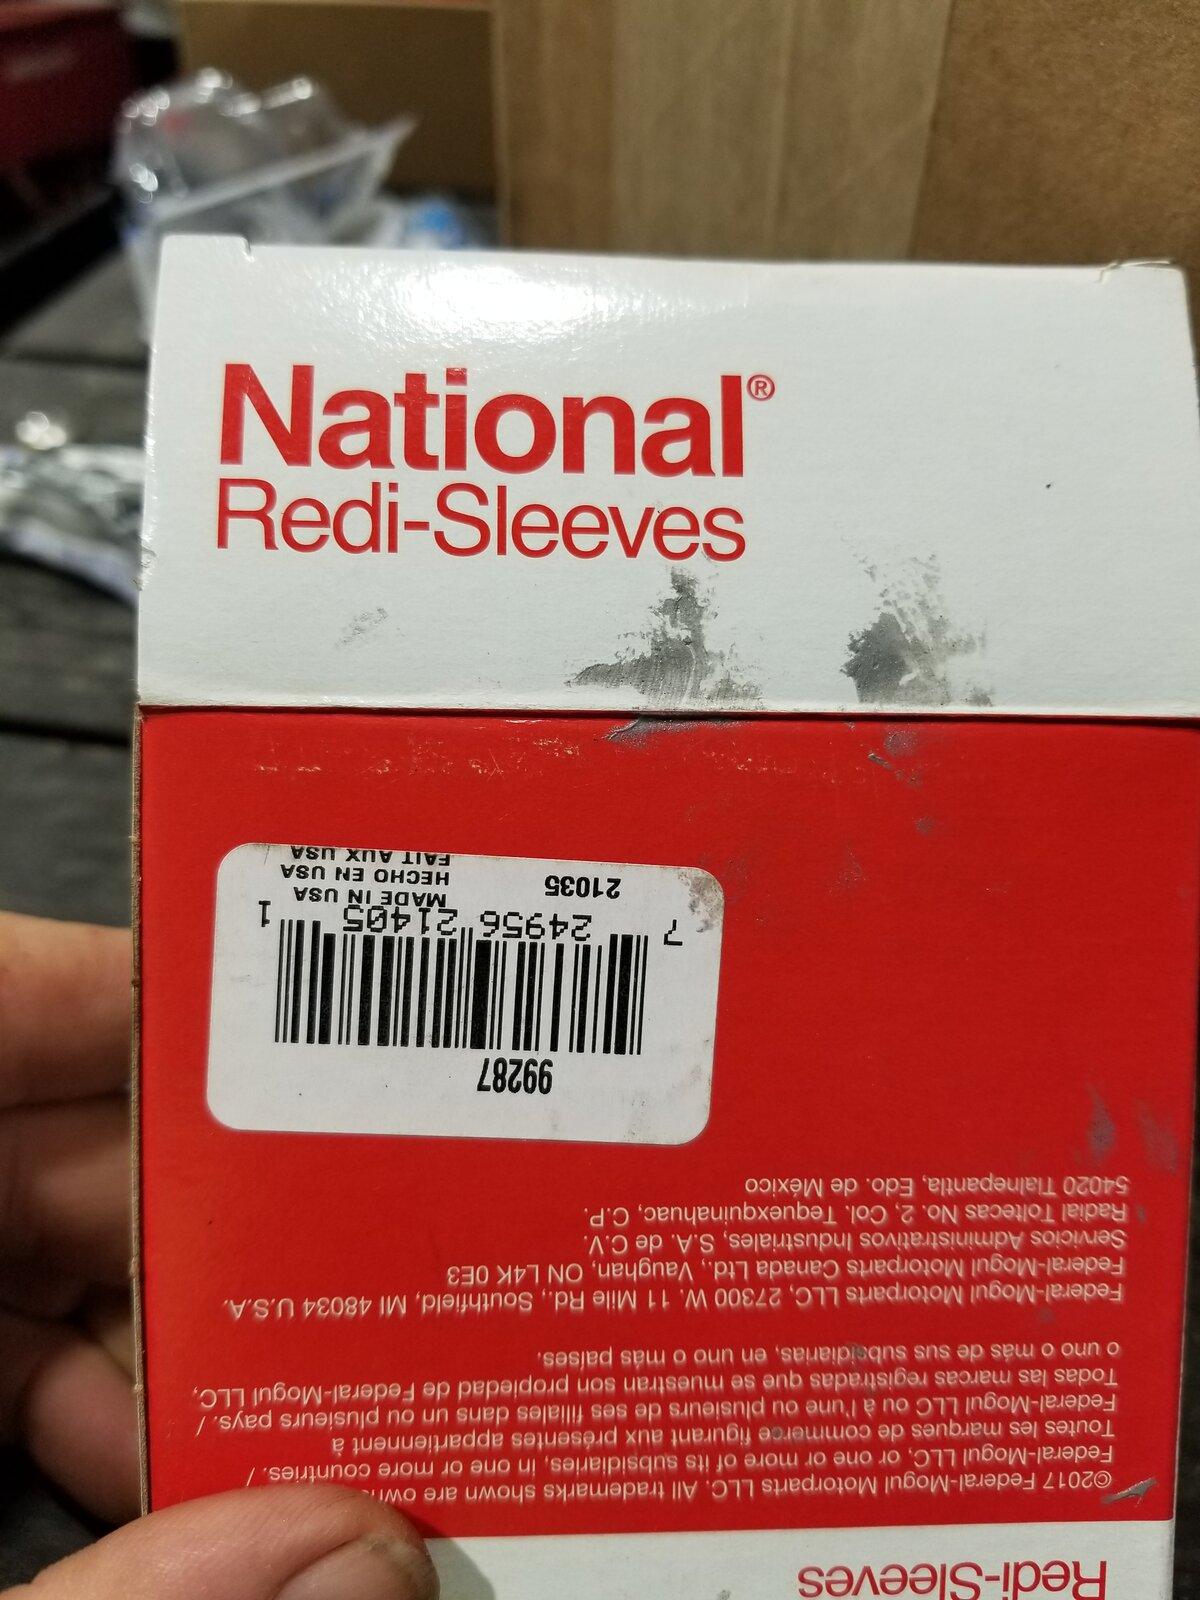 National®
Redi-Sleeves
99287
7 24956 21405 1
21035
MADE IN USA
HECHO EN USA
FAIT AUX USA
Redi-Sleeves
©2017 Federal-Mogul Motorparts LLC. All trademarks shown are owned
Federal-Mogul LLC, or one or more of its subsidiaries, in one or more countries. /
Toutes les marques de commerce figurant aux présentes appartiennent à
Federal-Mogul LLC ou à l'une ou plusieurs de ses filiales dans un ou plusieurs pays. /
Todas las marcas registradas que se muestran son propiedad de Federal-Mogul LLC,
o uno o más de sus subsidiarias, en uno o más países.
Federal-Mogul Motorparts LLC, 27300 W. 11 Mile Rd., Southfield, MI 48034 U.S.A.
Federal-Mogul Motorparts Canada Ltd., Vaughan, ON L4K 0E3
Servicios Administrativos Industriales, S.A. de C.V.
Radial Toltecas No. 2, Col. Tequexquinahuac, C.P.
54020 Tlalnepantla, Edo. de México